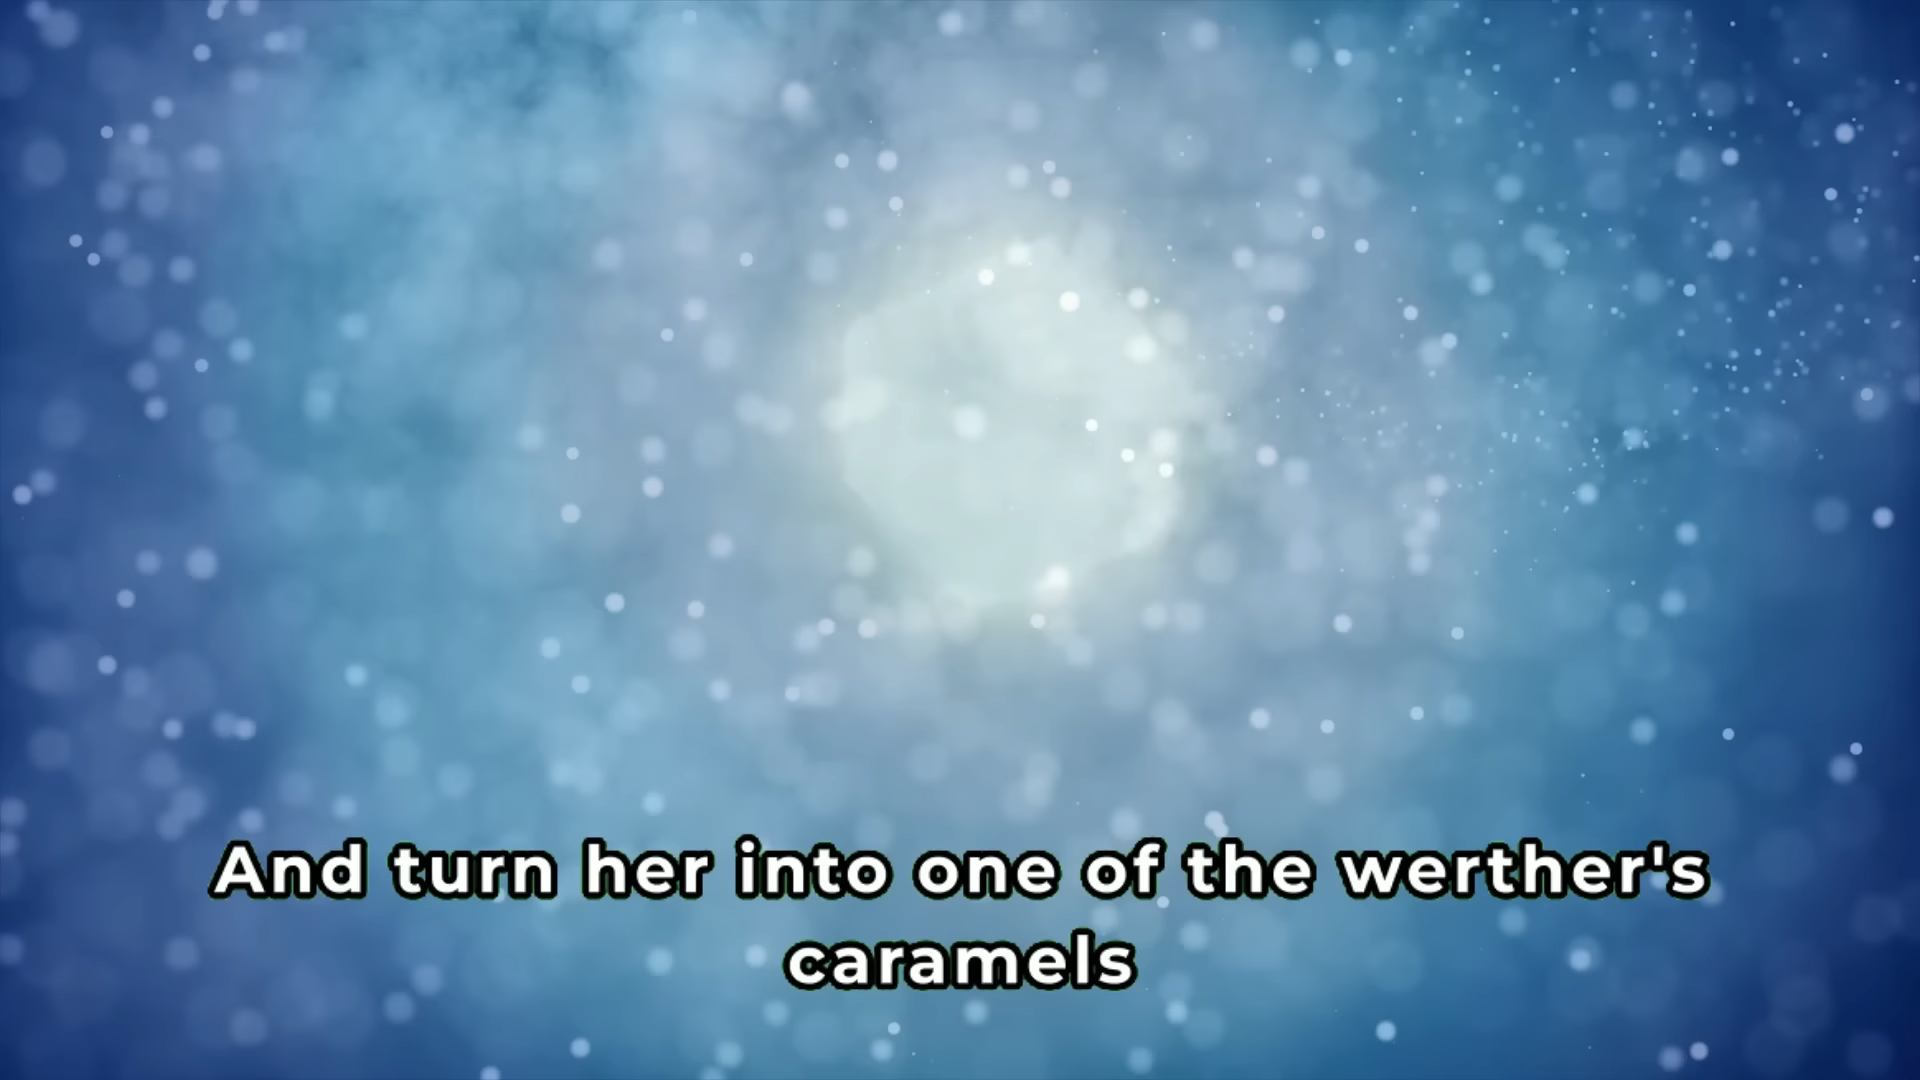 And turn her into one of the werther's
caramels